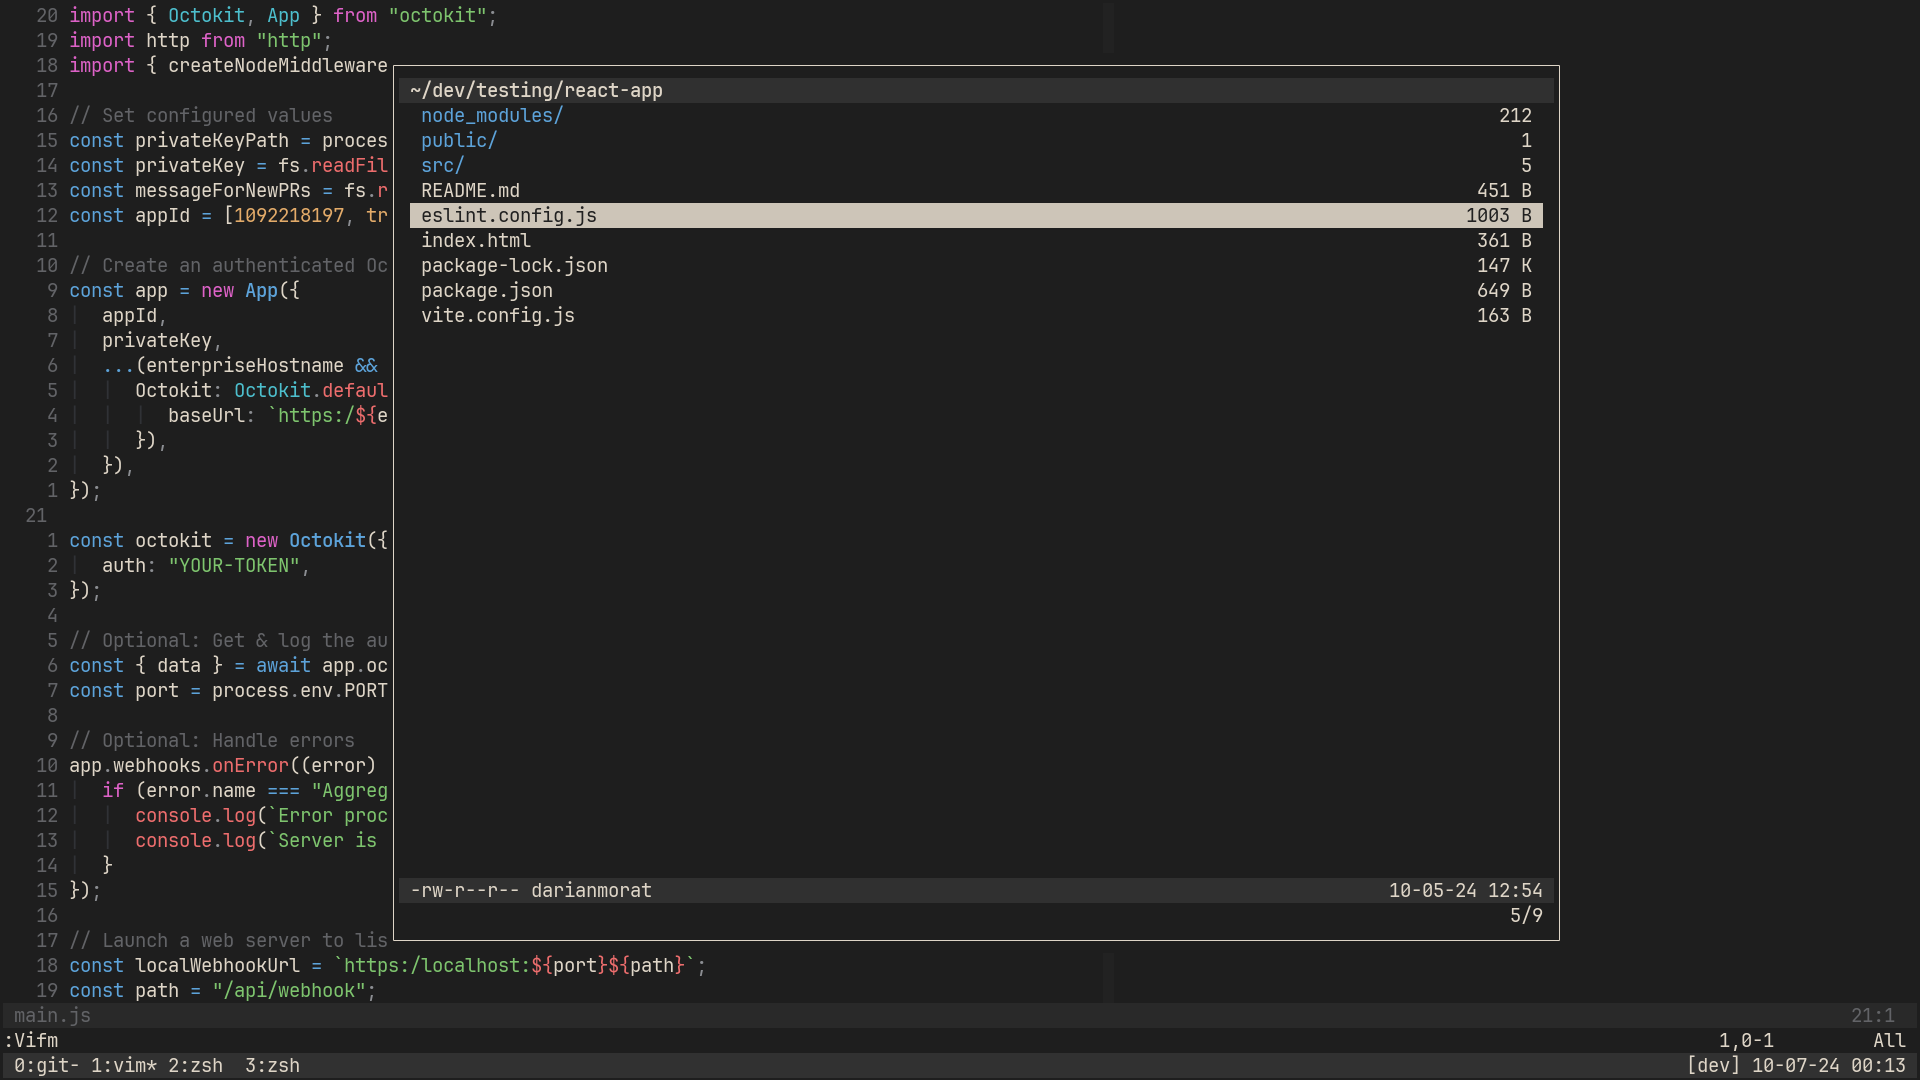 20 import { Octokit, App } from "octokit";
19 import http from "http";
18 import { createNodeMiddleware
17
16 // Set configured values
15 const privateKeyPath = proces
14 const privateKey = fs.readFil
13 const messageForNewPRs = fs.r
12 const appId = [1092218197, tr
11
10 // Create an authenticated Oc
9 const app = new App({
8 appId,
7 privateKey,
6 ...(enterpriseHostname &&
5 Octokit: Octokit.defaul
4 baseUrl: `https:/${e
3 }),
2 }),
1 });
21
1 const octokit = new Octokit({
2 auth: "YOUR-TOKEN",
3 });
4
5 // Optional: Get & log the au
6 const { data } = await app.oc
7 const port = process.env.PORT
8
9 // Optional: Handle errors
10 app.webhooks.onError((error)
11 if (error.name === "Aggreg
12 console.log(`Error proc
13 console.log(`Server is
14 }
15 });
16
17 // Launch a web server to lis
18 const localWebhookUrl = `https:/localhost:${port}${path}`;
19 const path = "/api/webhook";
~/dev/testing/react-app
node_modules/ 212
public/ 1
src/ 5
README.md 451 B
eslint.config.js 1003 B
index.html 361 B
package-lock.json 147 K
package.json 649 B
vite.config.js 163 B
-rw-r--r-- darianmorat 10-05-24 12:54
5/9
main.js 21:1
:Vifm 1,0-1 All
0:git- 1:vim* 2:zsh 3:zsh [dev] 10-07-24 00:13